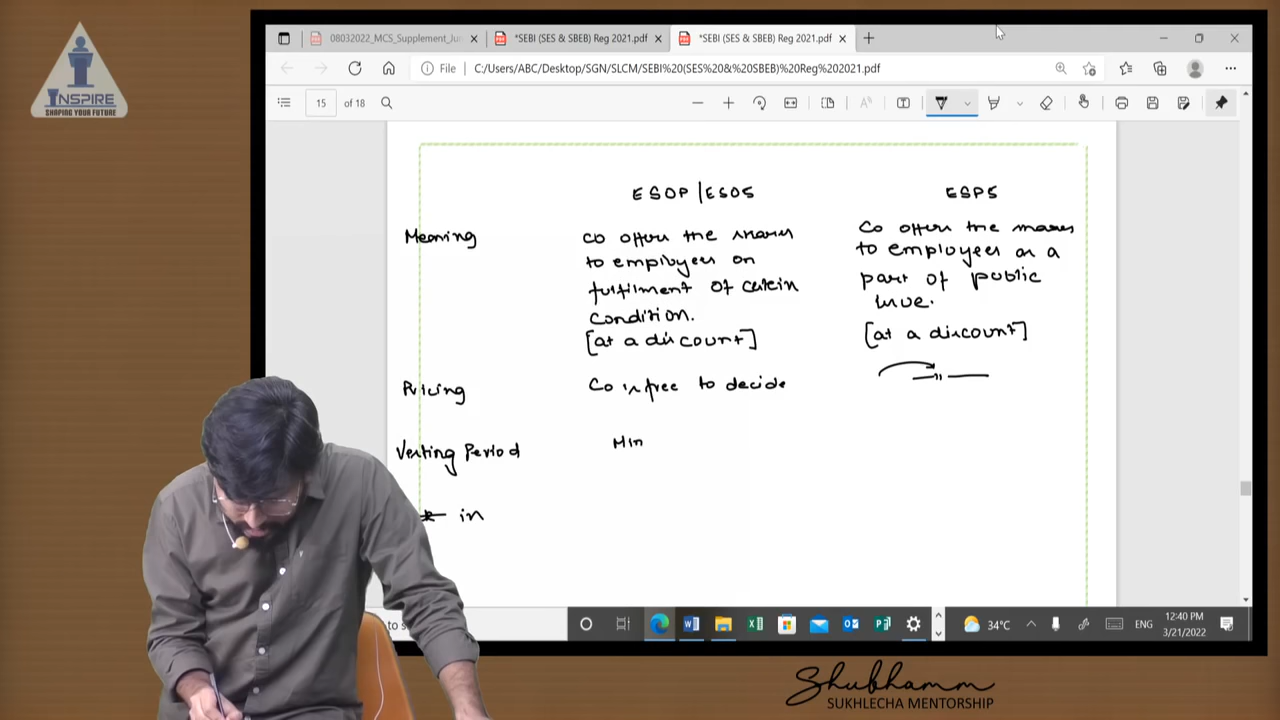 INSPIRE
SHAPING YOUR FUTURE
08032022_MCS_Supplement_Jun
*SEBI (SES & SBEB) Reg 2021.pdf
*SEBI (SES & SBEB) Reg 2021.pdf
File
C:/Users/ABC/Desktop/SGN/SLCM/SEBI%20(SES%20&%20SBEB)%20Reg%202021.pdf
15 of 18
ESOP/ESOS
ESPS
Meaning
Co offers the shares
to employees on
fulfilment of certain
condition.
[at a discount]
Co offers the shares
to employees as a
part of public
issue.
[at a discount]
Pricing
Co is free to decide
— " —
Vesting Period
Min
in
to s
34°C
ENG
12:40 PM
3/21/2022
Shubhamm
SUKHLECHA MENTORSHIP